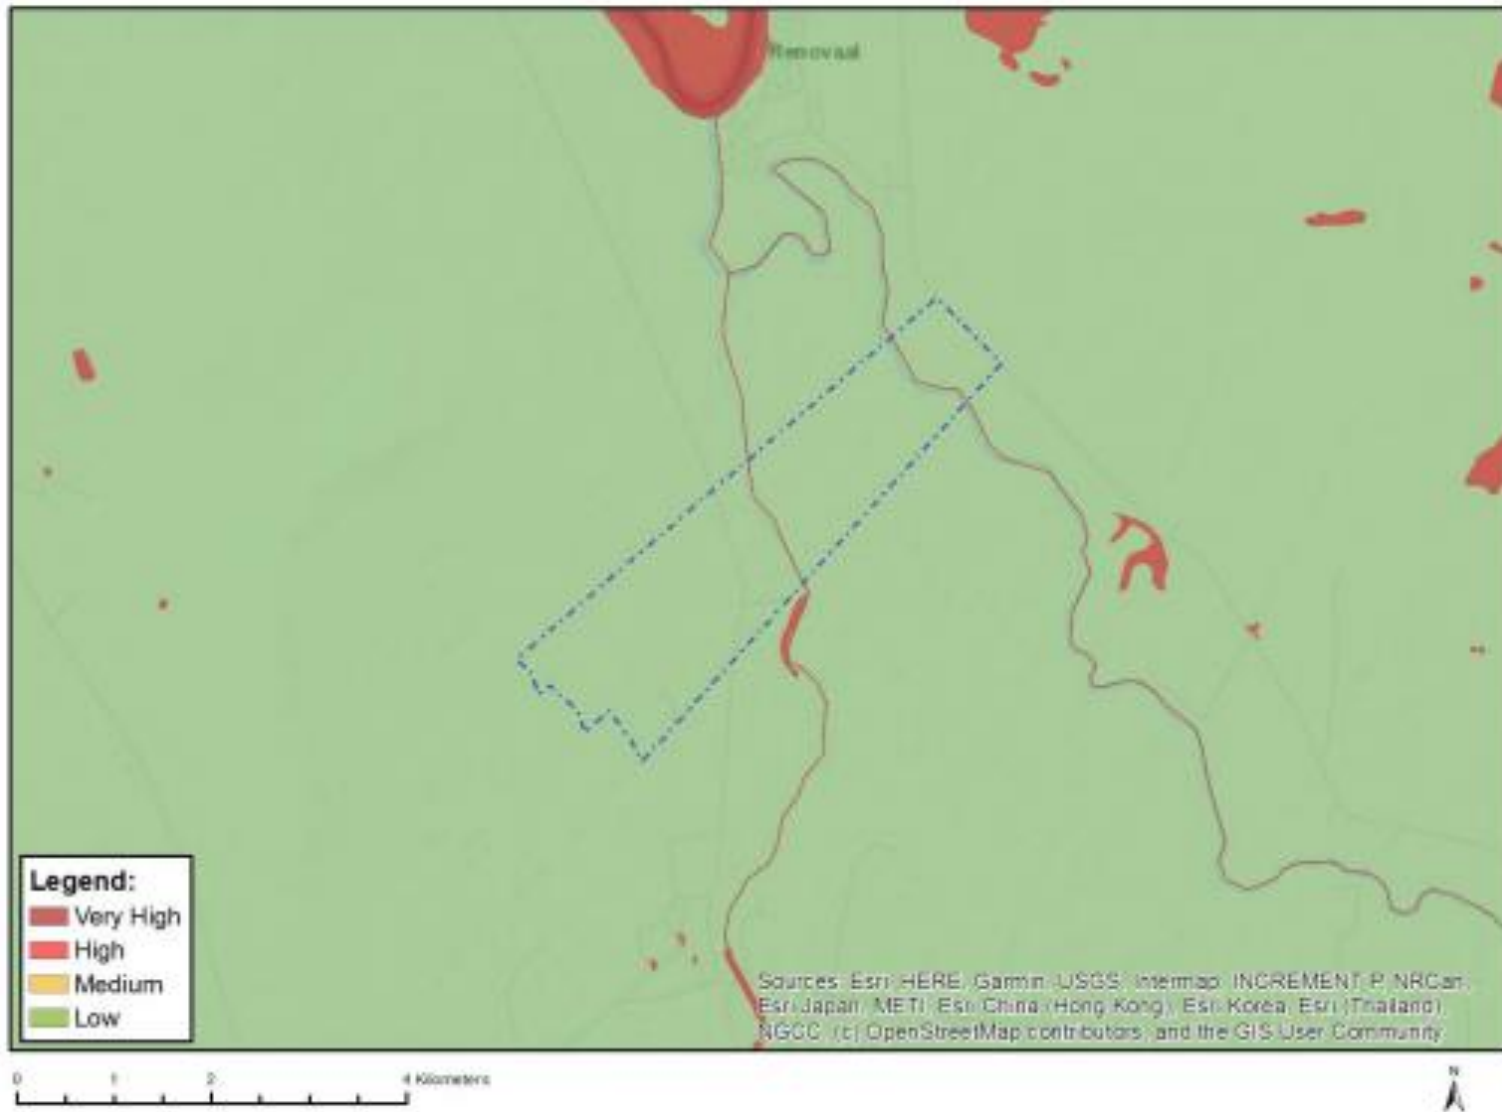 Renovaal
Legend:
Very High
High
Medium
Low
Sources: Esri, HERE, Garmin, USGS, Intermap, INCREMENT P, NRCan,
Esri Japan, METI, Esri China (Hong Kong), Esri Korea, Esri (Thailand),
NGCC, (c) OpenStreetMap contributors, and the GIS User Community
0 1 2 4 Kilometers
N